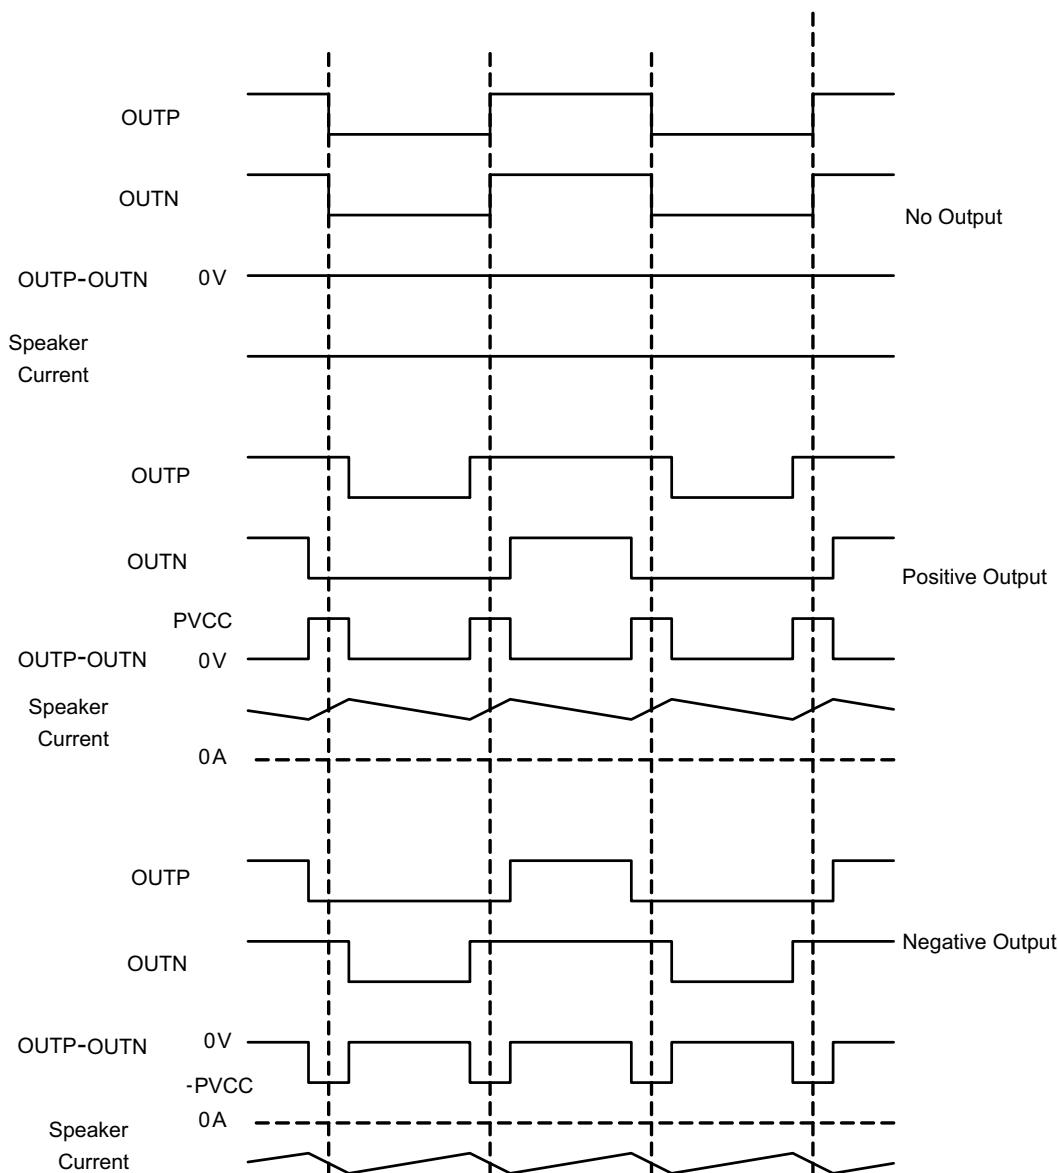 OUTP
OUTN
No Output
OUTP-OUTN 0V
Speaker
Current
OUTP
OUTN
Positive Output
PVCC
OUTP-OUTN 0V
Speaker
Current
0A
OUTP
OUTN
Negative Output
OUTP-OUTN 0V
-PVCC
0A
Speaker
Current